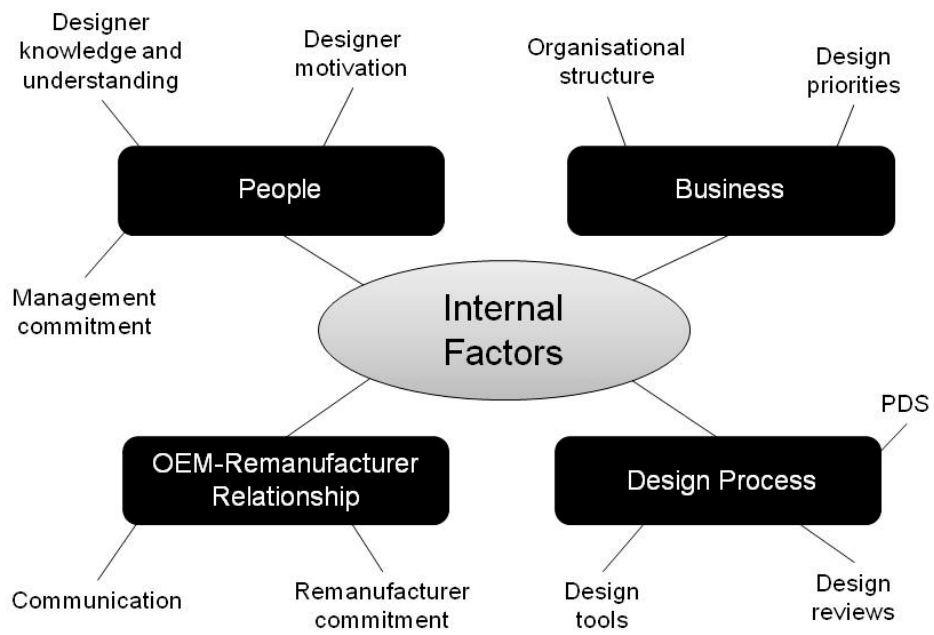 Designer
knowledge and
understanding
Designer
motivation
Organisational
structure
Design
priorities
People
Business
Management
commitment
Internal
Factors
PDS
OEM-Remanufacturer
Relationship
Design Process
Communication
Remanufacturer
commitment
Design
tools
Design
reviews